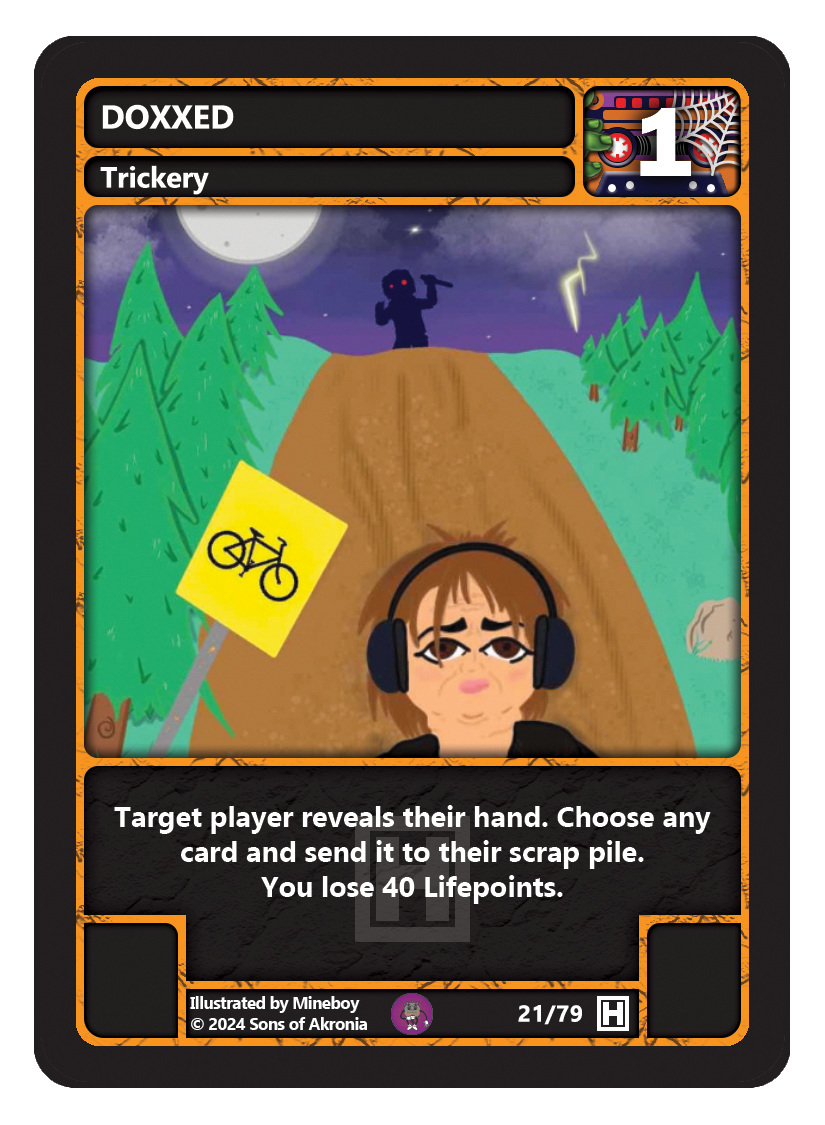 DOXXED
1
Trickery
Target player reveals their hand. Choose any
card and send it to their scrap pile.
You lose 40 Lifepoints.
H
Illustrated by Mineboy
© 2024 Sons of Akronia
21/79
H